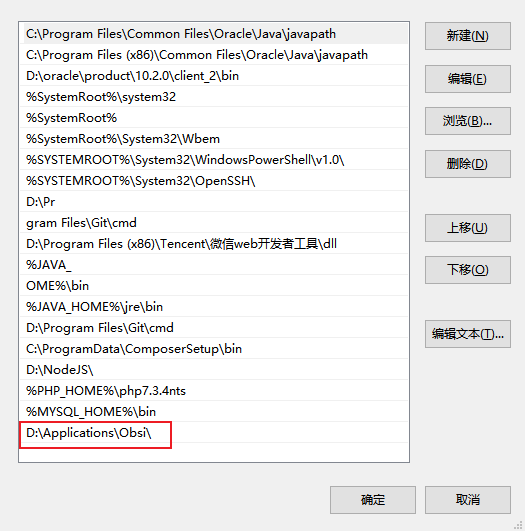 C:\Program Files\Common Files\Oracle\Java\javapath
C:\Program Files (x86)\Common Files\Oracle\Java\javapath
D:\oracle\product\10.2.0\client_2\bin
%SystemRoot%\system32
%SystemRoot%
%SystemRoot%\System32\Wbem
%SYSTEMROOT%\System32\WindowsPowerShell\v1.0\
%SYSTEMROOT%\System32\OpenSSH\
D:\Pr
gram Files\Git\cmd
D:\Program Files (x86)\Tencent\微信web开发者工具\dll
%JAVA_
OME%\bin
%JAVA_HOME%\jre\bin
D:\Program Files\Git\cmd
C:\ProgramData\ComposerSetup\bin
D:\NodeJS\
%PHP_HOME%\php7.3.4nts
%MYSQL_HOME%\bin
D:\Applications\Obsi\
新建(N)
编辑(E)
浏览(B)...
删除(D)
上移(U)
下移(O)
编辑文本(T)...
确定
取消